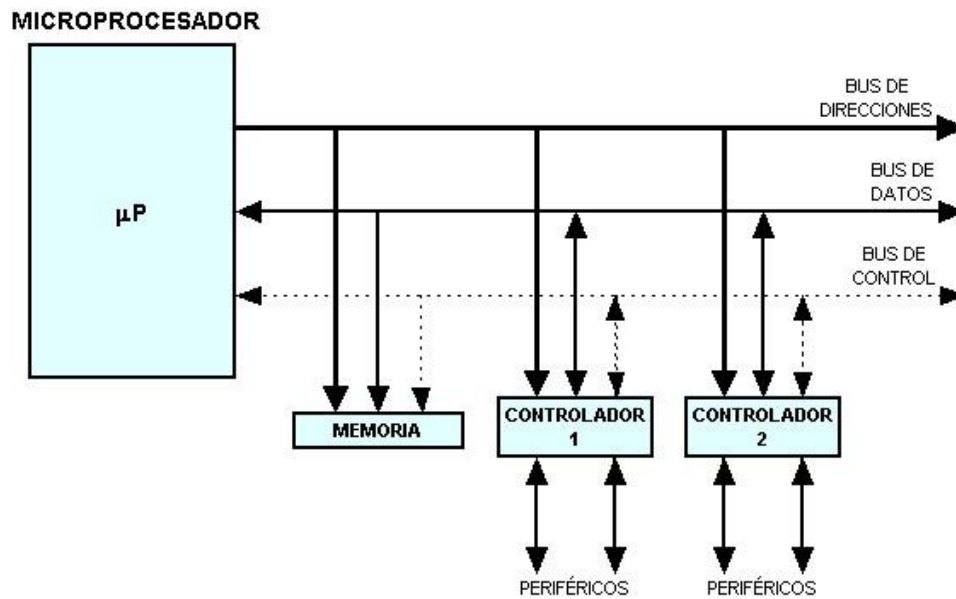 MICROPROCESADOR
BUS DE
DIRECCIONES
BUS DE
DATOS
μP
BUS DE
CONTROL
MEMORIA
CONTROLADOR
1
CONTROLADOR
2
PERIFÉRICOS
PERIFÉRICOS